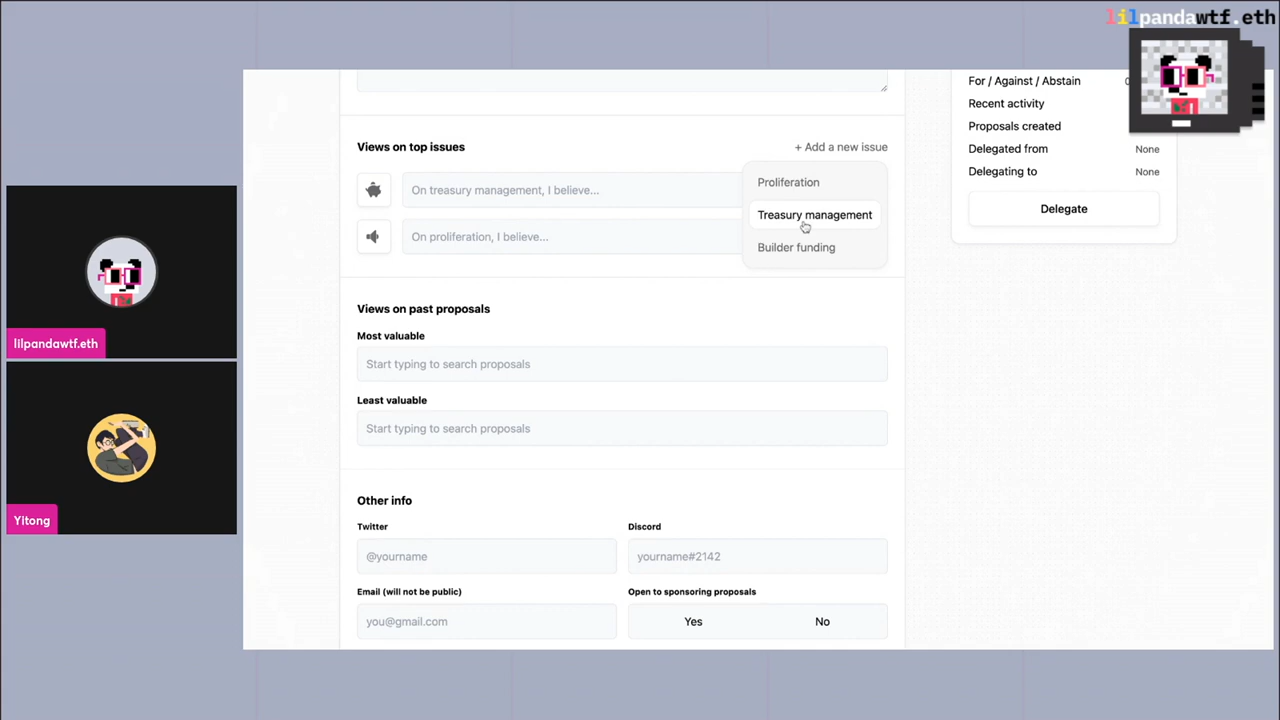 lilpandawtf.eth
For / Against / Abstain
Recent activity
Proposals created
Delegated from None
Delegating to None
Delegate
Views on top issues + Add a new issue
On treasury management, I believe...
On proliferation, I believe...
Proliferation
Treasury management
Builder funding
Views on past proposals
Most valuable
Start typing to search proposals
Least valuable
Start typing to search proposals
Other info
Twitter Discord
@yourname yourname#2142
Email (will not be public) Open to sponsoring proposals
you@gmail.com Yes No
lilpandawtf.eth
Yitong